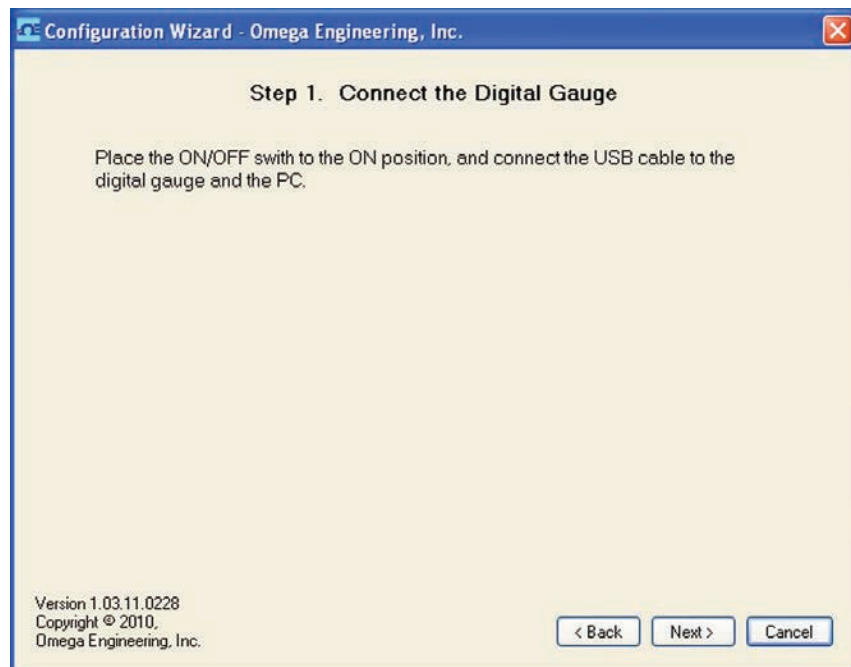 Configuration Wizard - Omega Engineering, Inc.
Step 1. Connect the Digital Gauge
Place the ON/OFF swith to the ON position, and connect the USB cable to the
digital gauge and the PC.
Version 1.03.11.0228
Copyright © 2010,
Omega Engineering, Inc.
< Back
Next >
Cancel